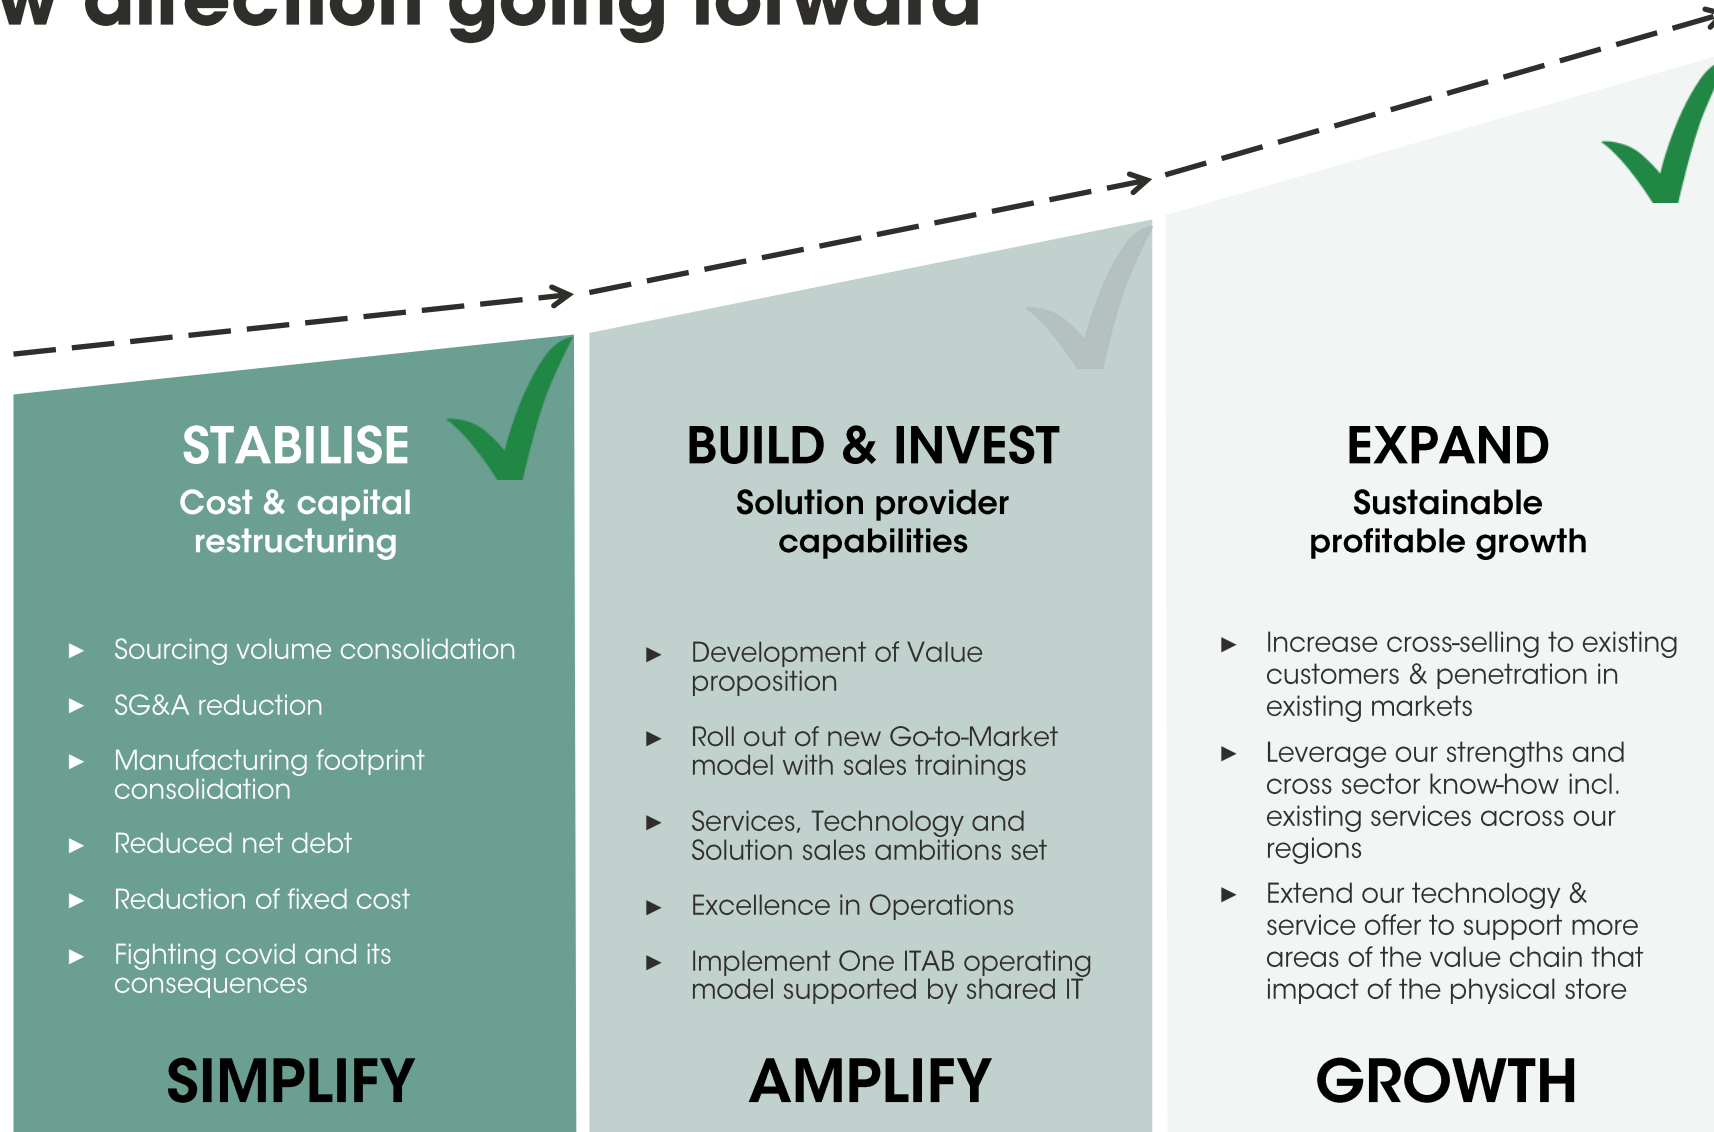 direction going forward
STABILISE
Cost & capital
restructuring
► Sourcing volume consolidation
► SG&A reduction
► Manufacturing footprint
consolidation
► Reduced net debt
► Reduction of fixed cost
► Fighting covid and its
consequences
SIMPLIFY
BUILD & INVEST
Solution provider
capabilities
► Development of Value
proposition
► Roll out of new Go-to-Market
model with sales trainings
► Services, Technology and
Solution sales ambitions set
► Excellence in Operations
► Implement One ITAB operating
model supported by shared IT
AMPLIFY
EXPAND
Sustainable
profitable growth
► Increase cross-selling to existing
customers & penetration in
existing markets
► Leverage our strengths and
cross sector know-how incl.
existing services across our
regions
► Extend our technology &
service offer to support more
areas of the value chain that
impact of the physical store
GROWTH